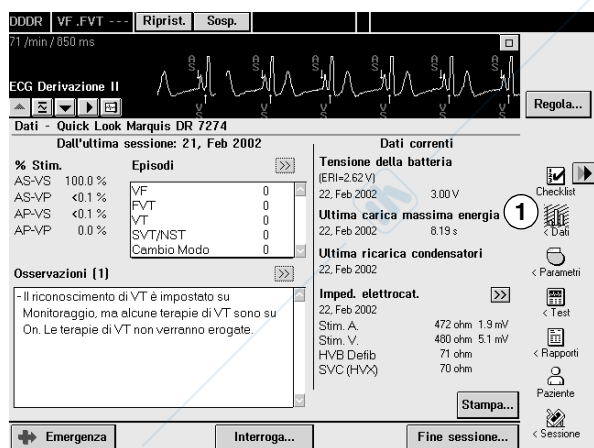 DDDR VF.FVT --- Riprist. Sosp.
71 /min / 850 ms
ECG Derivazione II
A S A S A S A S A S
V S V S V S V S V S
Regola...
Dati - Quick Look Marquis DR 7274
Dall'ultima sessione: 21, Feb 2002
% Stim.
AS-VS 100.0 %
AS-VP <0.1 %
AP-VS <0.1 %
AP-VP 0.0 %
Episodi >>
VF 0
FVT 0
VT 0
SVT/NST 0
Cambio Modo 0
Osservazioni (1) >>
- Il riconoscimento di VT è impostato su
Monitoraggio, ma alcune terapie di VT sono su
On. Le terapie di VT non verranno erogate.
Dati correnti
Tensione della batteria
(ERI=2.62 V)
22, Feb 2002 3.00 V
Ultima carica massima energia
22, Feb 2002 8.19 s
Ultima ricarica condensatori
22, Feb 2002
Imped. elettrocat. >>
22, Feb 2002
Stim. A. 472 ohm 1.9 mV
Stim. V. 480 ohm 5.1 mV
HVB Defib 71 ohm
SVC (HVX) 70 ohm
Stampa...
Checklist
1
< Dati
< Parametri
< Test
< Rapporti
Paziente
< Sessione
Emergenza
Interroga...
Fine sessione...